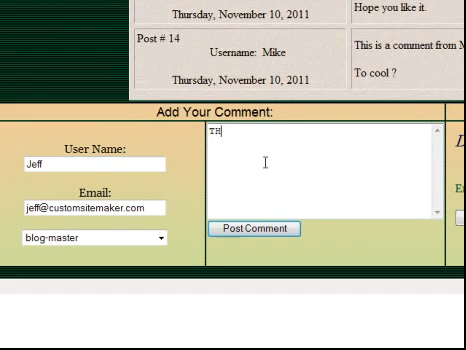 Thursday, November 10, 2011
Hope you like it.
Post # 14
Username: Mike
Thursday, November 10, 2011
This is a comment from M
To cool ?
Add Your Comment:
User Name:
Jeff
Email:
jeff@customsitemaker.com
blog-master
TH
Post Comment